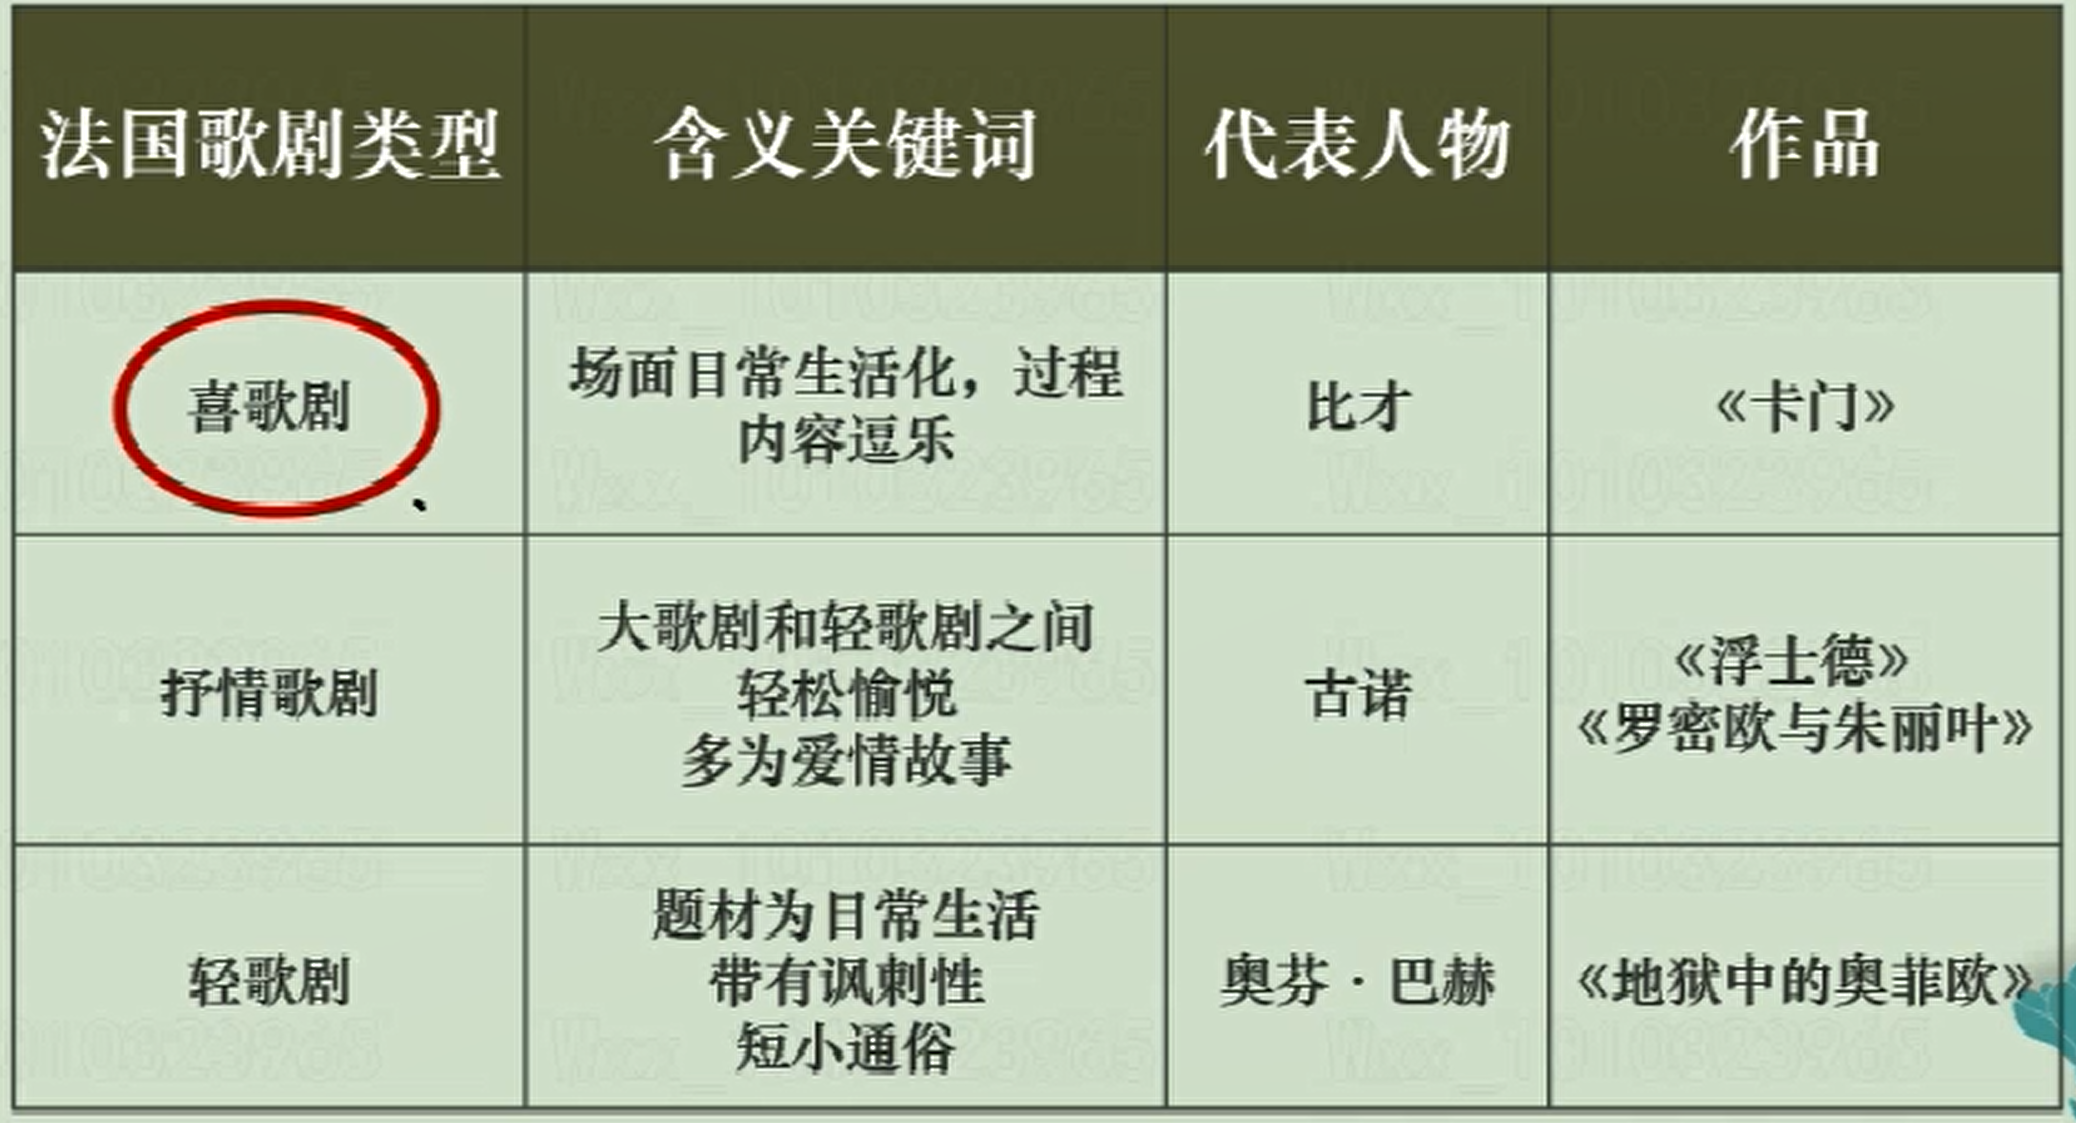 法国歌剧类型
含义关键词
代表人物
作品
喜歌剧
场面日常生活化，过程
内容逗乐
比才
《卡门》
抒情歌剧
大歌剧和轻歌剧之间
轻松愉悦
多为爱情故事
古诺
《浮士德》
《罗密欧与朱丽叶》
轻歌剧
题材为日常生活
带有讽刺性
短小通俗
奥芬·巴赫
《地狱中的奥菲欧》